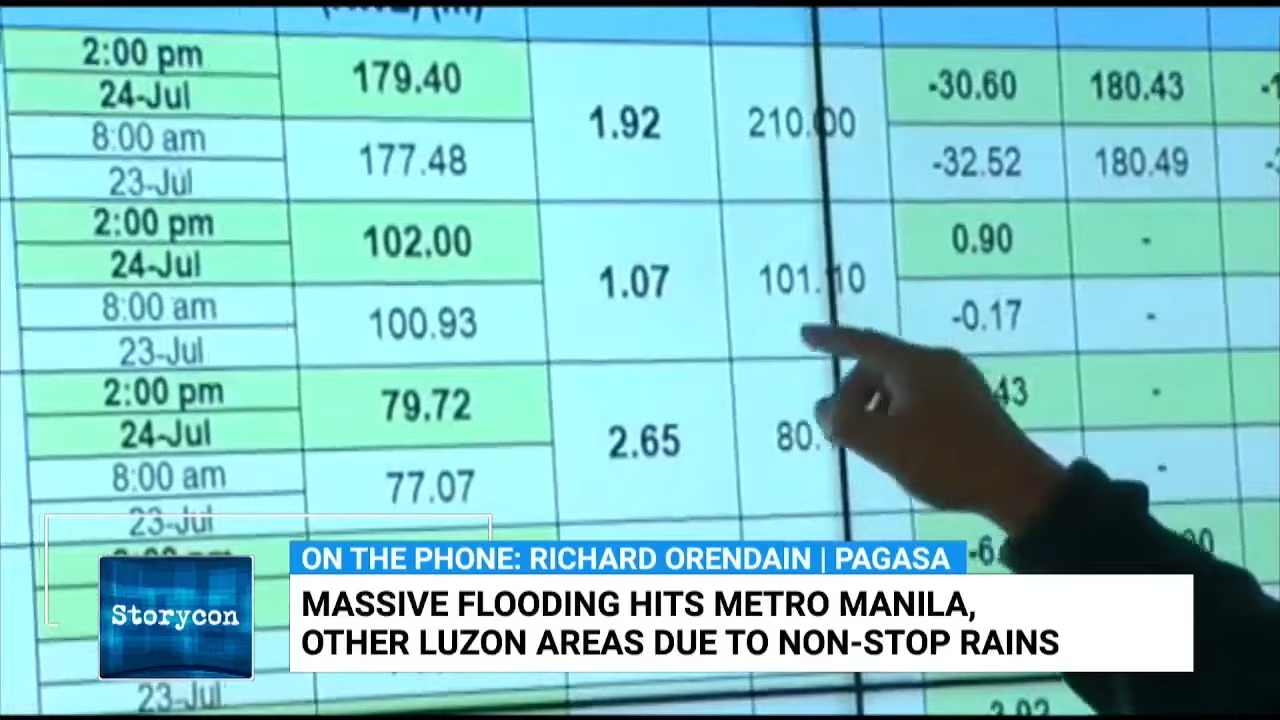 2:00 pm
24-Jul
179.40
8:00 am
23-Jul
177.48
1.92
210.00
-30.60
180.43
-32.52
180.49
2:00 pm
24-Jul
102.00
8:00 am
23-Jul
100.93
1.07
101.10
0.90
-
-0.17
-
2:00 pm
24-Jul
79.72
8:00 am
23-Jul
77.07
2.65
-
-
ON THE PHONE: RICHARD ORENDAIN | PAGASA
Storycon
MASSIVE FLOODING HITS METRO MANILA,
OTHER LUZON AREAS DUE TO NON-STOP RAINS
23-Jul